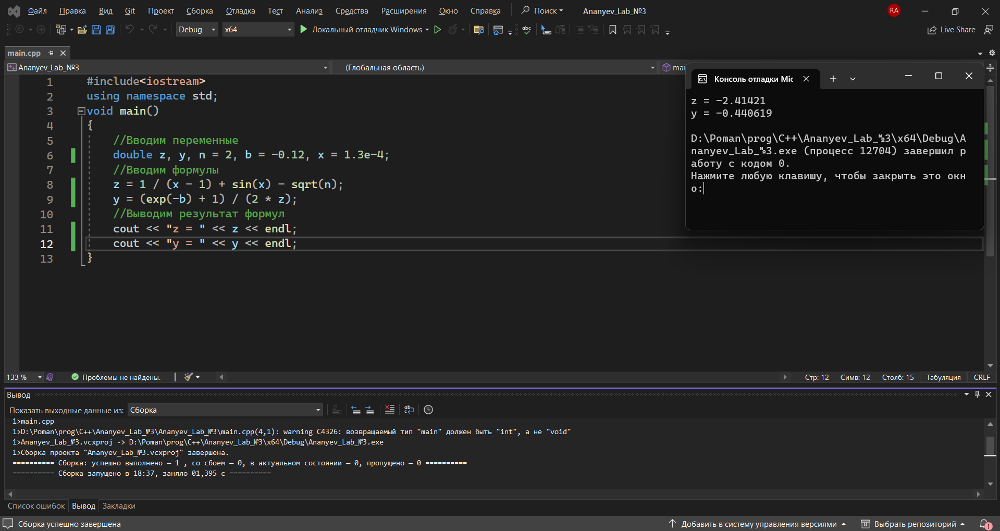 Файл Правка Вид Git Проект Сборка Отладка Тест Анализ Средства Расширения Окно Справка Поиск Ananyev_Lab_№3 RA
Debug x64 Локальный отладчик Windows Live Share
main.cpp
Ananyev_Lab_№3 (Глобальная область) mai
1 #include<iostream>
2 using namespace std;
3 void main()
4 {
5 //Вводим переменные
6 double z, y, n = 2, b = -0.12, x = 1.3e-4;
7 //Вводим формулы
8 z = 1 / (x - 1) + sin(x) - sqrt(n);
9 y = (exp(-b) + 1) / (2 * z);
10 //Выводим результат формул
11 cout << "z = " << z << endl;
12 cout << "y = " << y << endl;
13 }
Консоль отладки Mic
z = -2.41421
y = -0.440619
D:\Poman\prog\C++\Ananyev_Lab_№3\x64\Debug\A
nanyev_Lab_№3.exe (процесс 12704) завершил р
аботу с кодом 0.
Нажмите любую клавишу, чтобы закрыть это окн
о:
133 % Проблемы не найдены. Стр: 12 Симв: 12 Столб: 15 Табуляция CRLF
Вывод
Показать выходные данные из: Сборка
1>main.cpp
1>D:\Poman\prog\C++\Ananyev_Lab_№3\Ananyev_Lab_№3\main.cpp(4,1): warning C4326: возвращаемый тип "main" должен быть "int", а не "void"
1>Ananyev_Lab_№3.vcxproj -> D:\Poman\prog\C++\Ananyev_Lab_№3\x64\Debug\Ananyev_Lab_№3.exe
1>Сборка проекта "Ananyev_Lab_№3.vcxproj" завершена.
========== Сборка: успешно выполнено – 1 , со сбоем – 0, в актуальном состоянии – 0, пропущено – 0 ==========
========== Сборка запущено в 18:37, заняло 01,395 с ==========
Список ошибок Вывод Закладки
Сборка успешно завершена Добавить в систему управления версиями Выбрать репозиторий 1